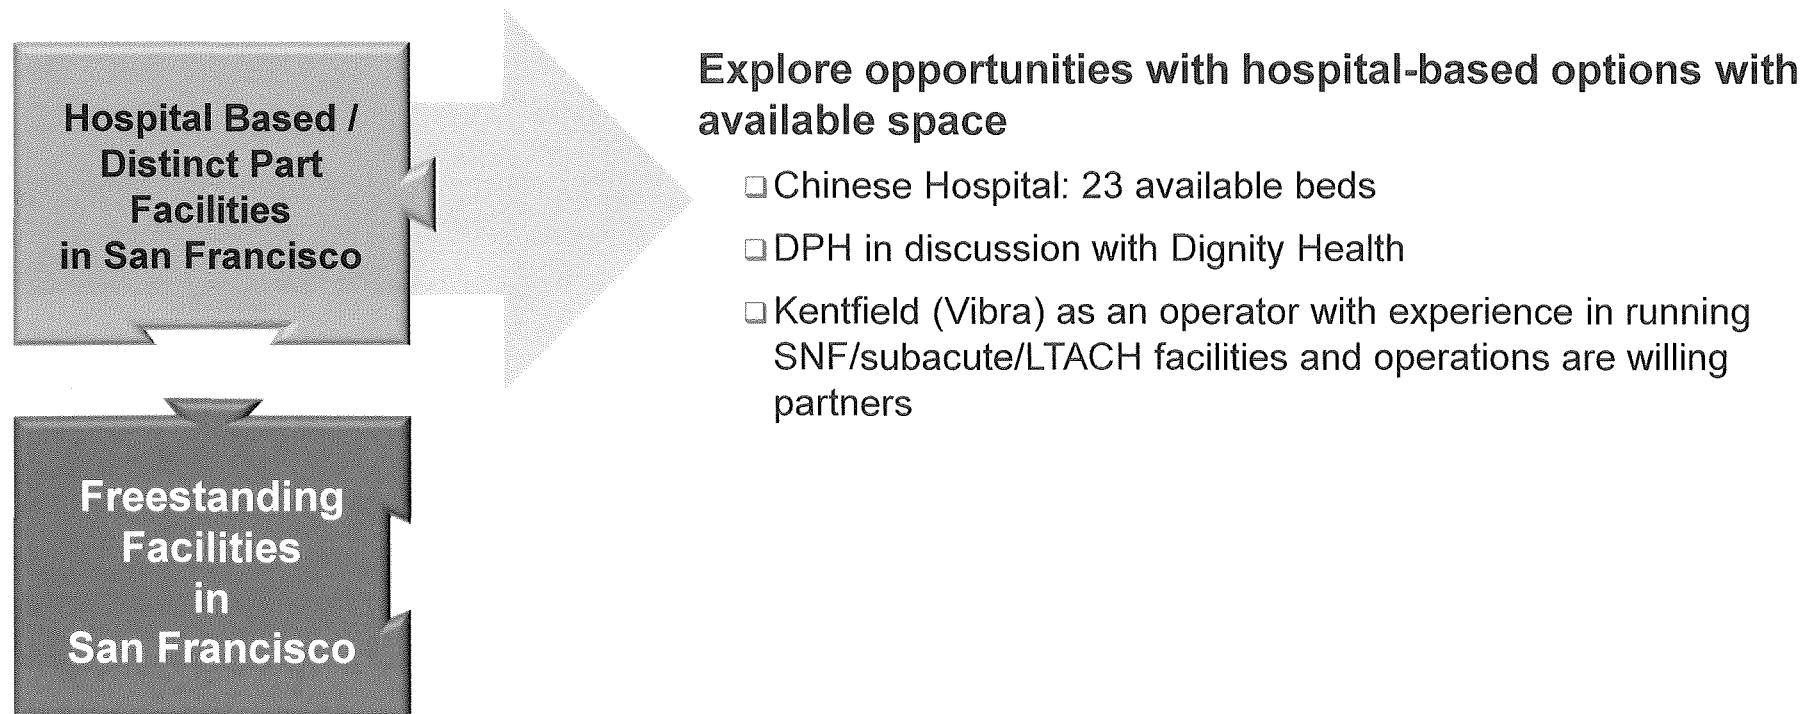 Hospital Based /
Distinct Part
Facilities
in San Francisco
Explore opportunities with hospital-based options with
available space
❑ Chinese Hospital: 23 available beds
❑ DPH in discussion with Dignity Health
❑ Kentfield (Vibra) as an operator with experience in running
SNF/subacute/LTACH facilities and operations are willing
partners
Freestanding
Facilities
in
San Francisco